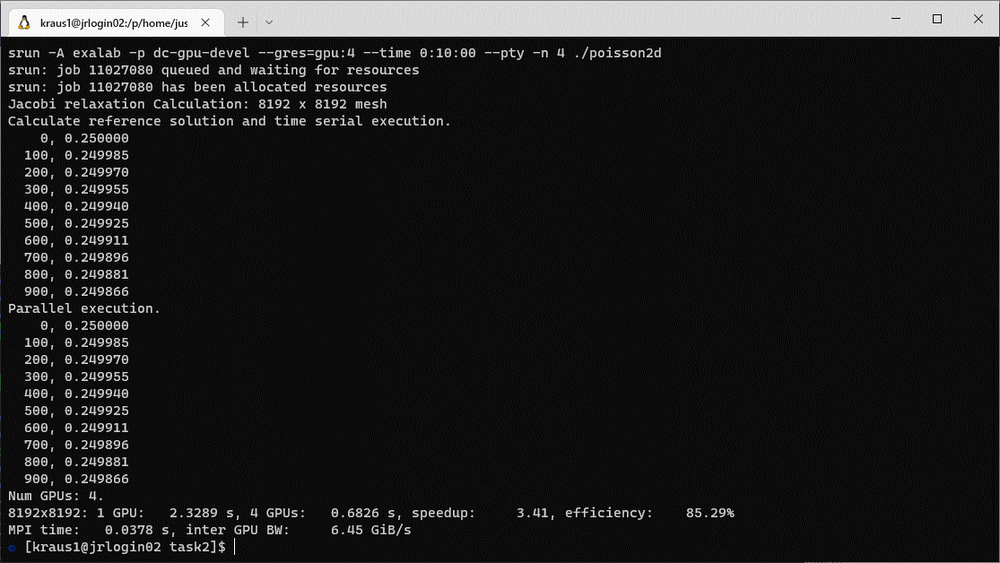 kraus1@jrlogin02:/p/home/jus
srun -A exalab -p dc-gpu-devel --gres=gpu:4 --time 0:10:00 --pty -n 4 ./poisson2d
srun: job 11027080 queued and waiting for resources
srun: job 11027080 has been allocated resources
Jacobi relaxation Calculation: 8192 x 8192 mesh
Calculate reference solution and time serial execution.
    0, 0.250000
  100, 0.249985
  200, 0.249970
  300, 0.249955
  400, 0.249940
  500, 0.249925
  600, 0.249911
  700, 0.249896
  800, 0.249881
  900, 0.249866
Parallel execution.
    0, 0.250000
  100, 0.249985
  200, 0.249970
  300, 0.249955
  400, 0.249940
  500, 0.249925
  600, 0.249911
  700, 0.249896
  800, 0.249881
  900, 0.249866
Num GPUs: 4.
8192x8192: 1 GPU:   2.3289 s, 4 GPUs:   0.6826 s, speedup:     3.41, efficiency:    85.29%
MPI time:   0.0378 s, inter GPU BW:     6.45 GiB/s
[kraus1@jrlogin02 task2]$